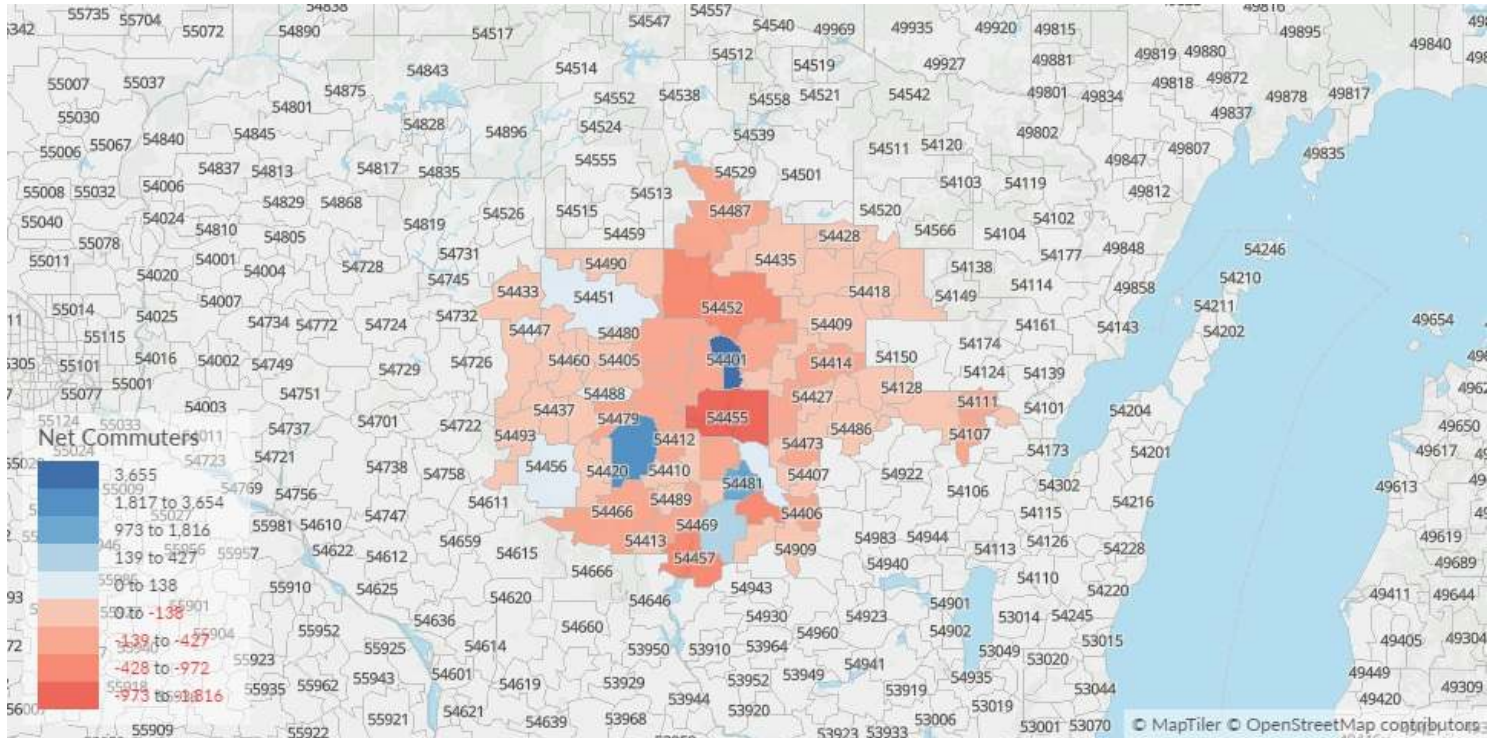 54838 54557 49816
55735 55704 54547 54540 49969 49935 49920 49815 49895
55072 54890 54517 49840
54512 49819 49880
54843 54514 54519 49927 49881
55007 55037 54875 49818 49872
54801 54552 54538 54558 54521 54542 49801 49834 49878 49817
55030 54828 54524 49837
54840 54845 54896 54539 49802
55067 54511 54120
55006 54555 49847 49807 49835
54837 54813 54817 54835 54529 54501
55008 55032 54006 54513 54103 54119 49812
54829 54868 54526 54515 54487 54520 54102
55040 54024 54810 54819 54459 54428 54566 54104
55078 54805 54731 54177 49848 54246
55011 54001 54004 54728 54490 54435 54138
54020 54745 54433 54451 54418 54149 54114 49858 54210
55014 54007 54732 54452 54211
54025 54734 54772 54724 54447 54480 54409 54161 54143 54202 49654
55115 54174
55101 54016 54002 54749 54729 54726 54460 54405 54401 54414 54150 54124 54139
55077 55001 54751 54488 54128
54003 54437 54427 54111 54101 54204
55124 55033 54737 54701 54722 54479 54455 54486 49650
Net Commuters
54011 54493 54412 54473 54107 54173 54201 49617
55024 54723 54721 54738 54758 54456 54420 54410 54407 54922
3,655
55009 54769 54756 54611 54481 54106 54302 49613
1,817 to 3,654
55027 54747 54466 54489 54406 54115 54216
973 to 1,816
55981 54610 54469
139 to 427
55956 55957 54622 54612 54659 54615 54413 54457 54909 54983 54944 54113 54126 54228 49619
0 to 138
55910 54625 54666 54943 54940 54110 54220 49689
0 to -138
55901 54620 54646 54930 54923 54901 53014 54245 49411 49644
-139 to -427
55904 55952 54636 54660 54960 54902 53015 49405 49304
-428 to -972
55923 55925 54614 53950 53910 53964 53049 53020
-973 to -1,816
55918 55935 55962 55943 54601 54619 53929 53952 53949 54941 54935 53044 49449 49309
54621 53944 53919 53019 49420
55909 55922 55921 54639 53968 53920 53923 53933 53006 53001 53070
© MapTiler © OpenStreetMap contributors